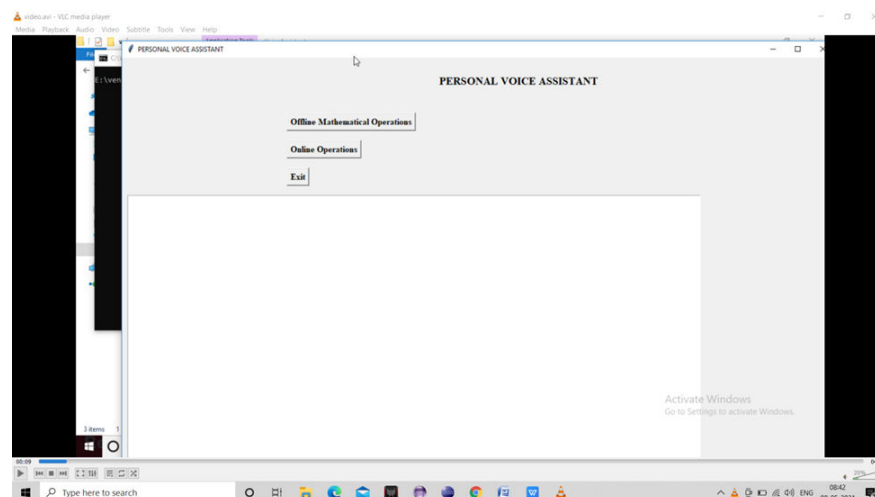 video.avi - VLC media player
Media Playback Audio Video Subtitle Tools View Help
PERSONAL VOICE ASSISTANT
E:\ven
PERSONAL VOICE ASSISTANT
Offline Mathematical Operations
Online Operations
Exit
Activate Windows
Go to Settings to activate Windows.
3 items 1
00:09
Type here to search
ENG
08:42